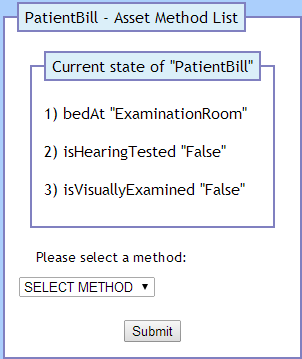 PatientBill - Asset Method List
Current state of "PatientBill"
1) bedAt "ExaminationRoom"
2) isHearingTested "False"
3) isVisuallyExamined "False"
Please select a method:
SELECT METHOD
Submit